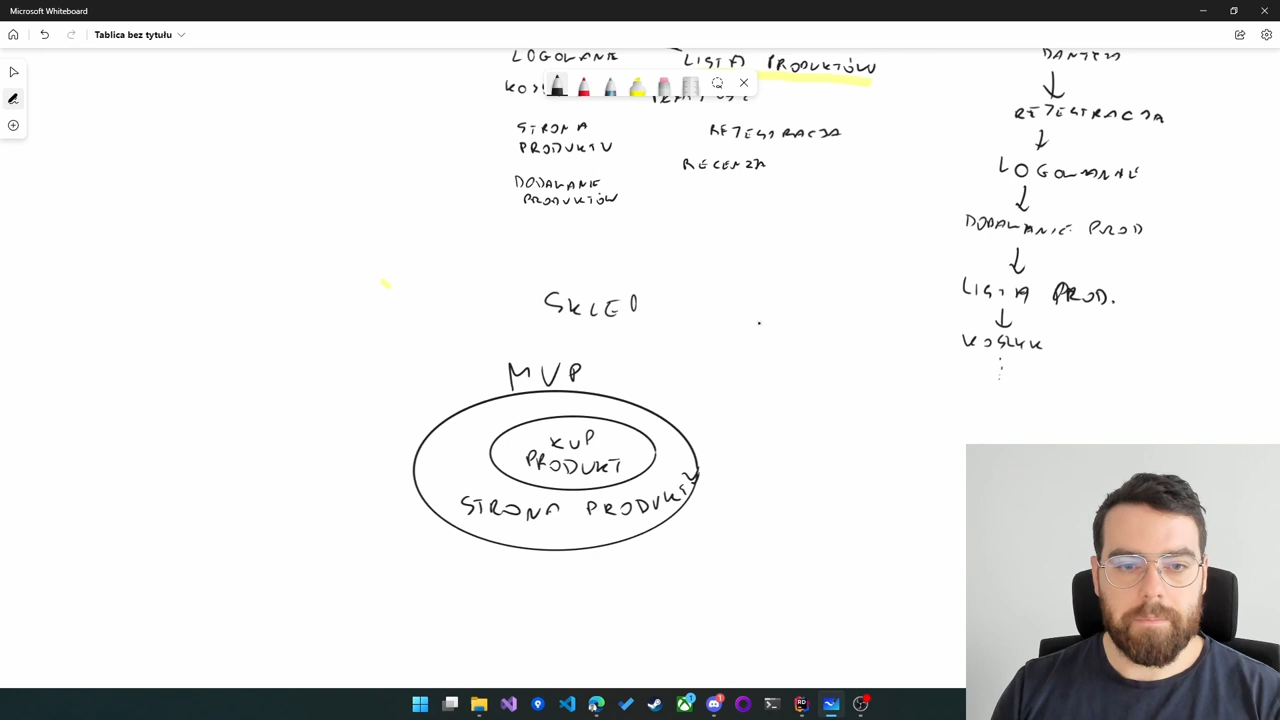 Microsoft Whiteboard
Tablica bez tytułu
LOGOWANIE
LISTA PRODUKTÓW
STRONA
PRODUKTU
REJESTRACJA
RECENZJA
DODAWANIE
PRODUKTÓW
REJESTRACJA
LOGOWANIE
DODAWANIE PROD
LISTA PROD.
KOSZYK
SKLEP
MVP
KUP
PRODUKT
STRONA PRODUKTU